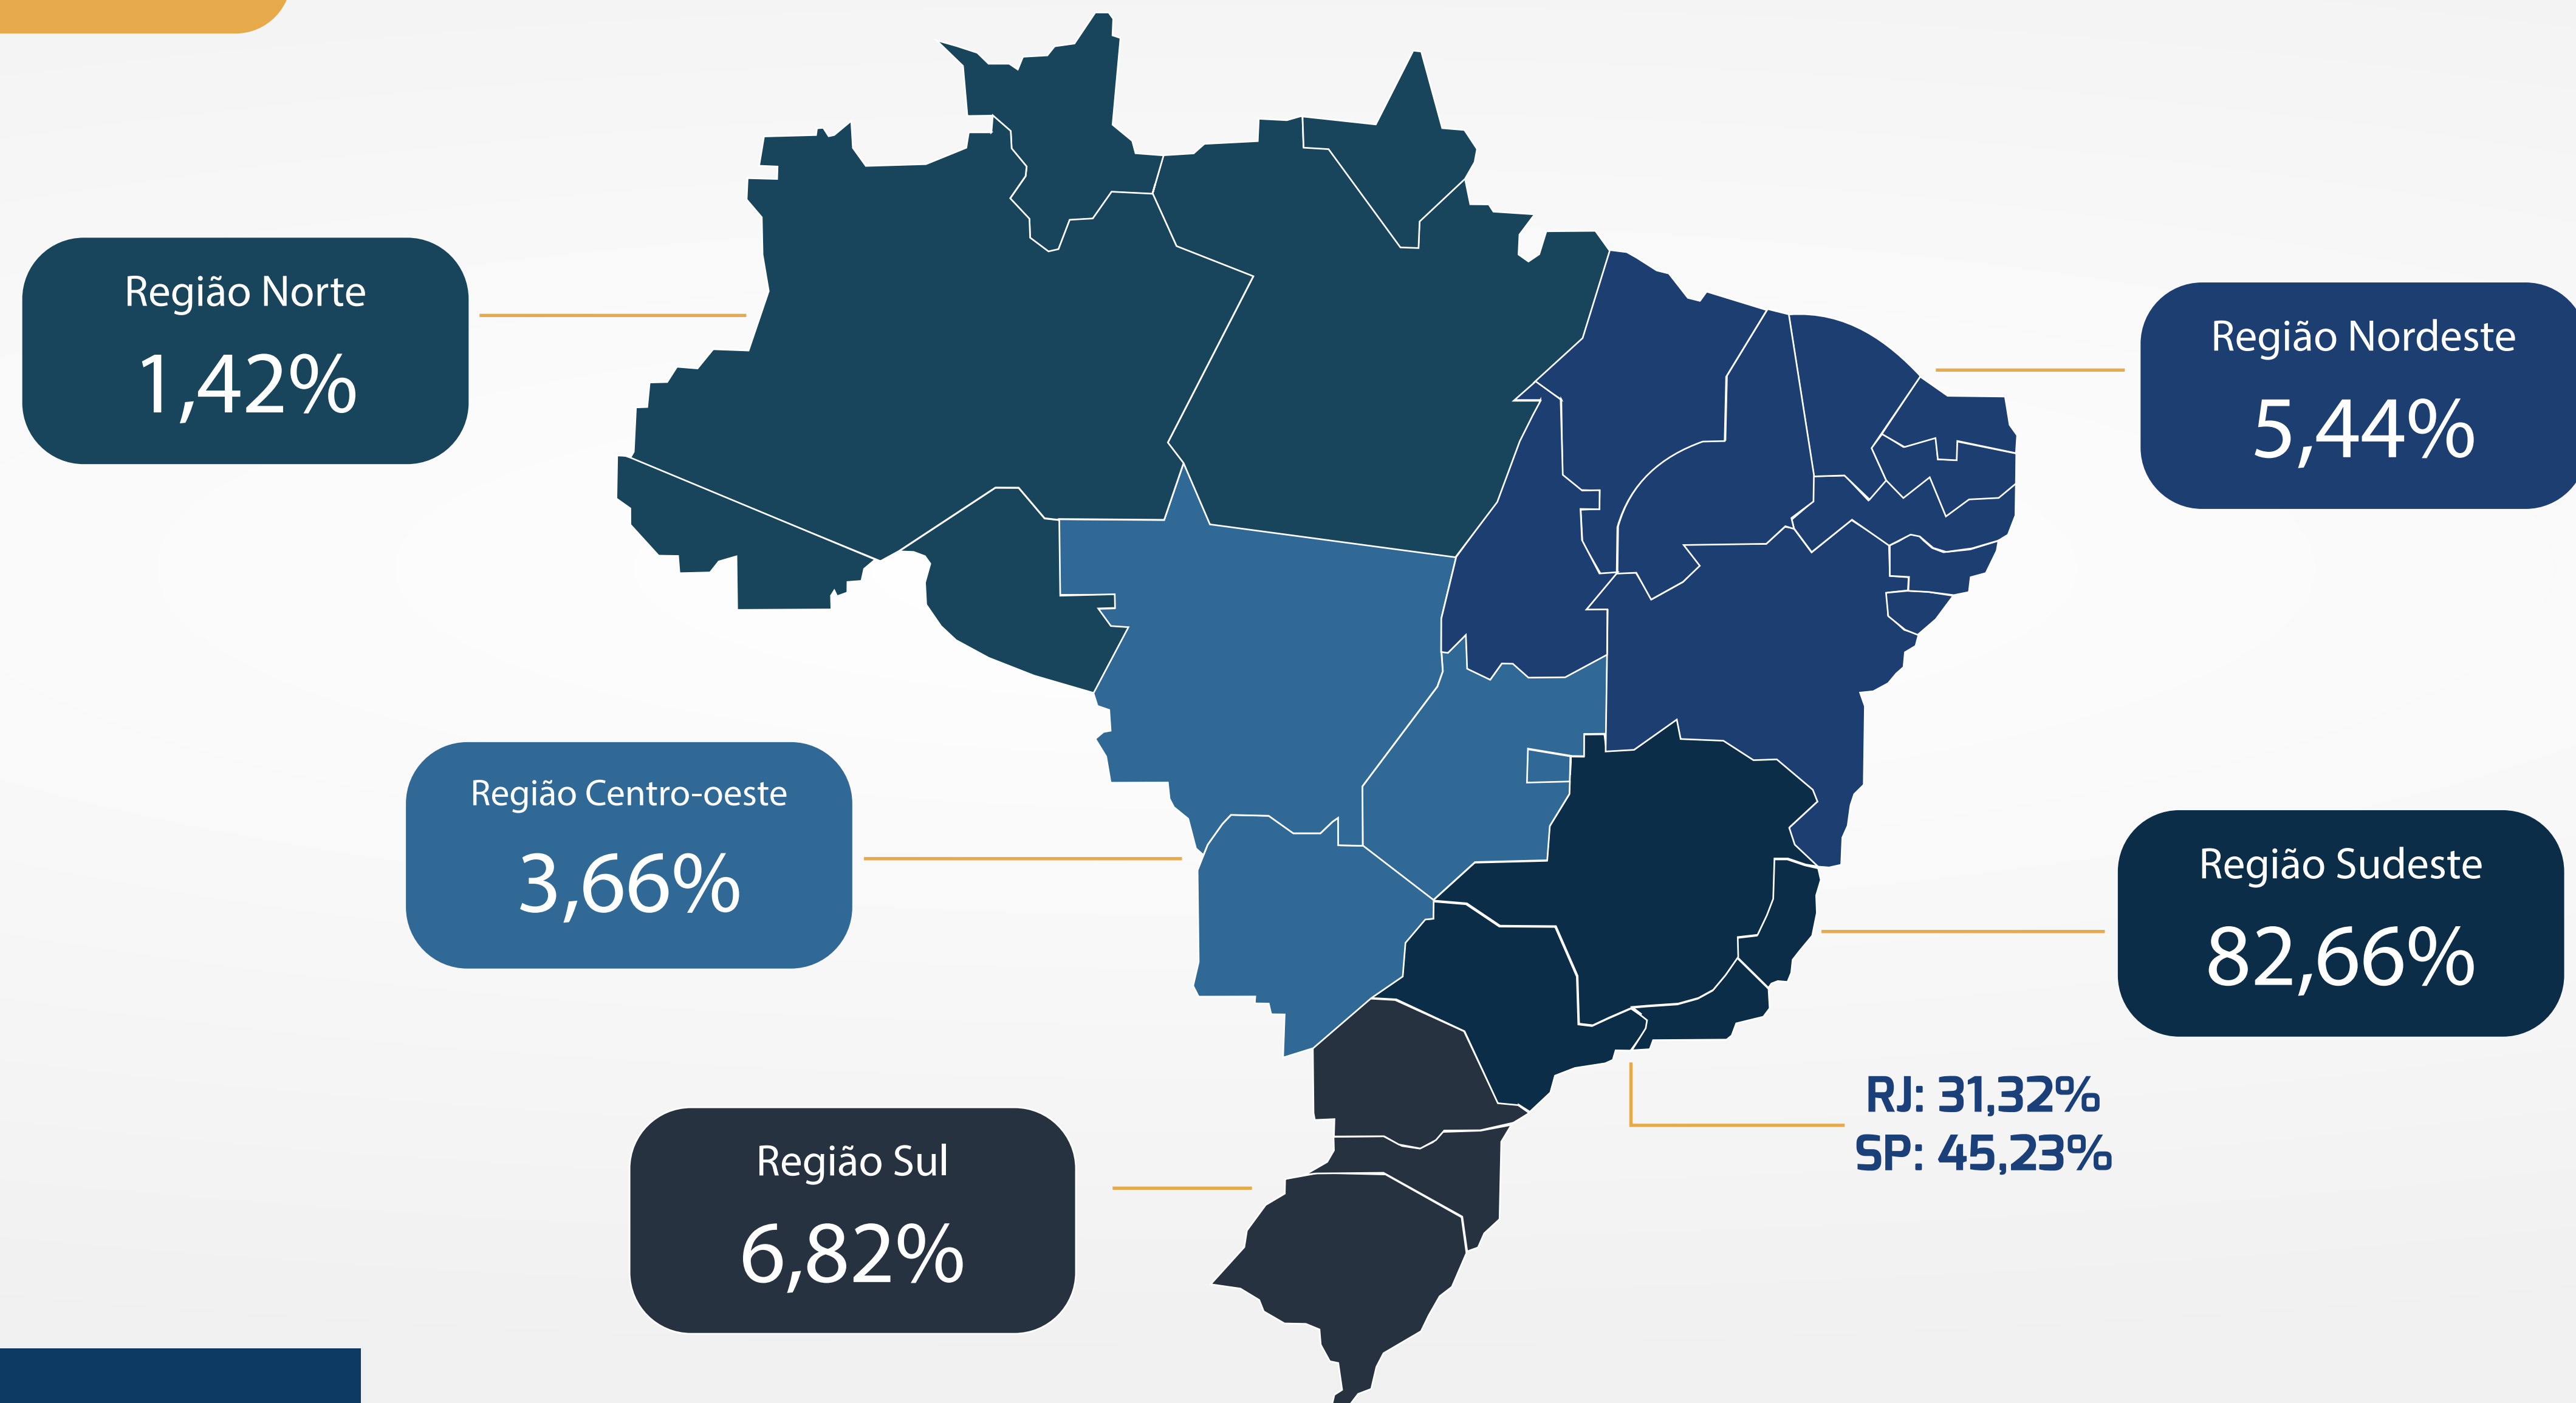 Região Norte
1,42%
Região Nordeste
5,44%
Região Centro-oeste
3,66%
Região Sudeste
82,66%
RJ: 31,32%
SP: 45,23%
Região Sul
6,82%